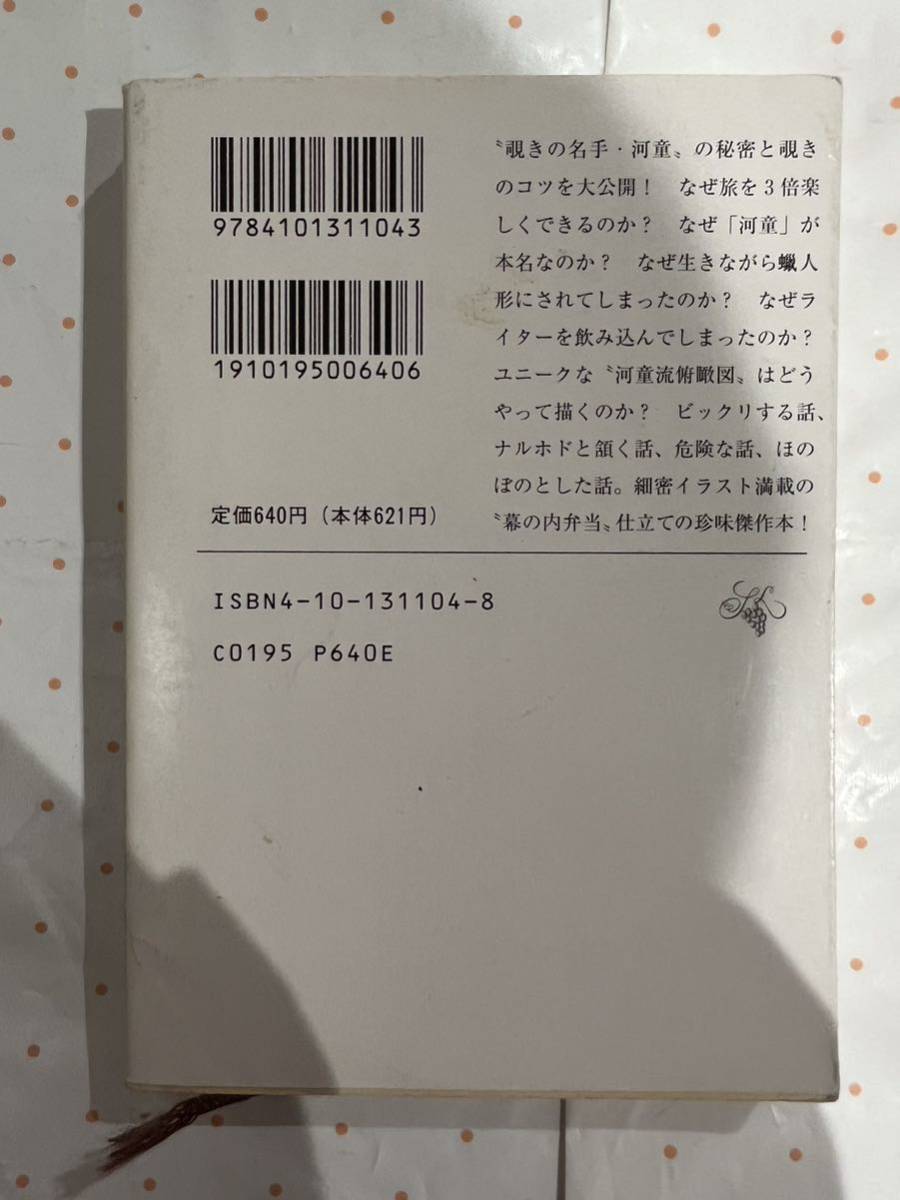 9784101311043
1910195006406
定価640円（本体621円）
〝覗きの名手・河童〟の秘密と覗き
のコツを大公開！　なぜ旅を3倍楽
しくできるのか？　なぜ「河童」が
本名なのか？　なぜ生きながら蠟人
形にされてしまったのか？　なぜラ
イターを飲み込んでしまったのか？
ユニークな〝河童流俯瞰図〟はどう
やって描くのか？　ビックリする話、
ナルホドと頷く話、危険な話、ほの
ぼのとした話。細密イラスト満載の
〝幕の内弁当〟仕立ての珍味傑作本！
ISBN4-10-131104-8
C0195 P640E